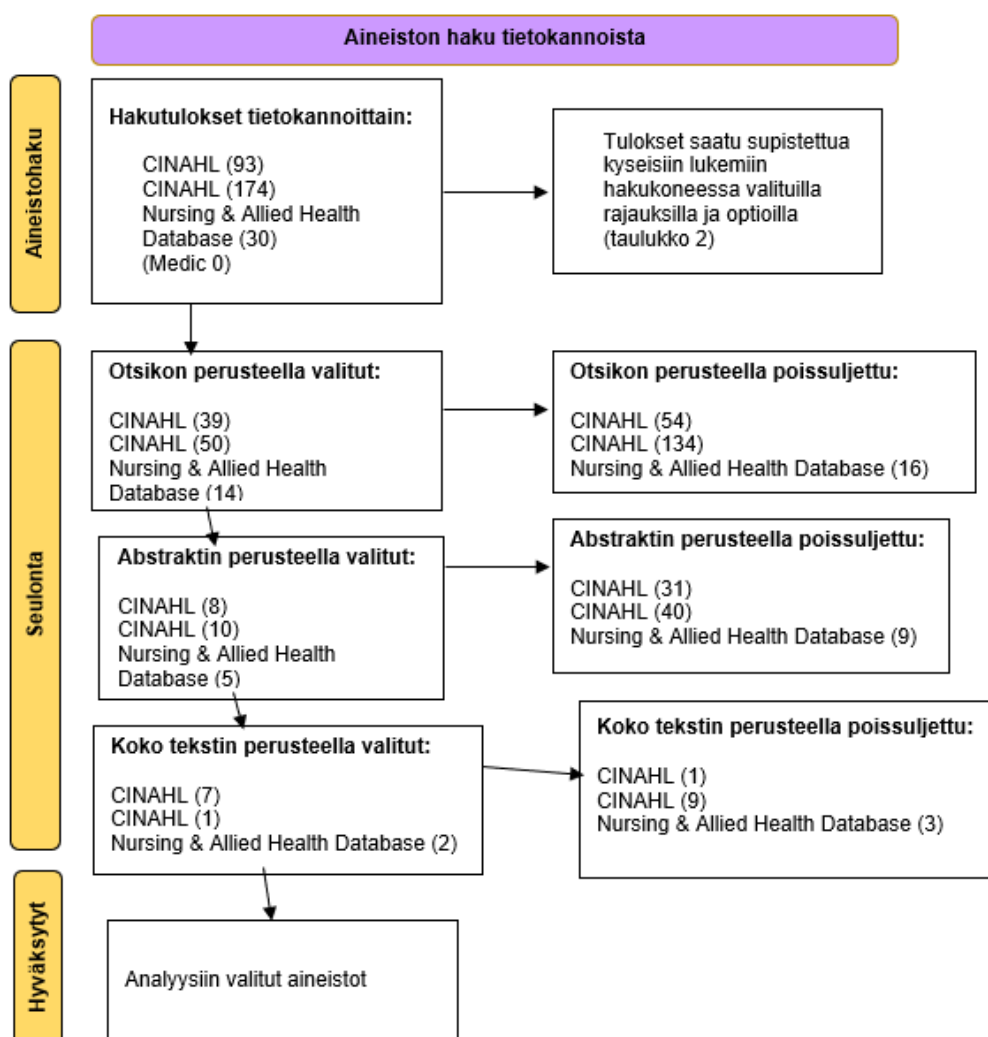 Aineiston haku tietokannoista
Aineistohaku
Hakutulokset tietokannoittain:
CINAHL (93)
CINAHL (174)
Nursing & Allied Health
Database (30)
(Medic 0)
Tulokset saatu supistettua
kyseisiin lukemiin
hakukoneessa valituilla
rajauksilla ja optioilla
(taulukko 2)
Seulonta
Otsikon perusteella valitut:
CINAHL (39)
CINAHL (50)
Nursing & Allied Health
Database (14)
Otsikon perusteella poissuljettu:
CINAHL (54)
CINAHL (134)
Nursing & Allied Health Database (16)
Abstraktin perusteella valitut:
CINAHL (8)
CINAHL (10)
Nursing & Allied Health
Database (5)
Abstraktin perusteella poissuljettu:
CINAHL (31)
CINAHL (40)
Nursing & Allied Health Database (9)
Koko tekstin perusteella valitut:
CINAHL (7)
CINAHL (1)
Nursing & Allied Health Database (2)
Koko tekstin perusteella poissuljettu:
CINAHL (1)
CINAHL (9)
Nursing & Allied Health Database (3)
Hyväksytyt
Analyysiin valitut aineistot